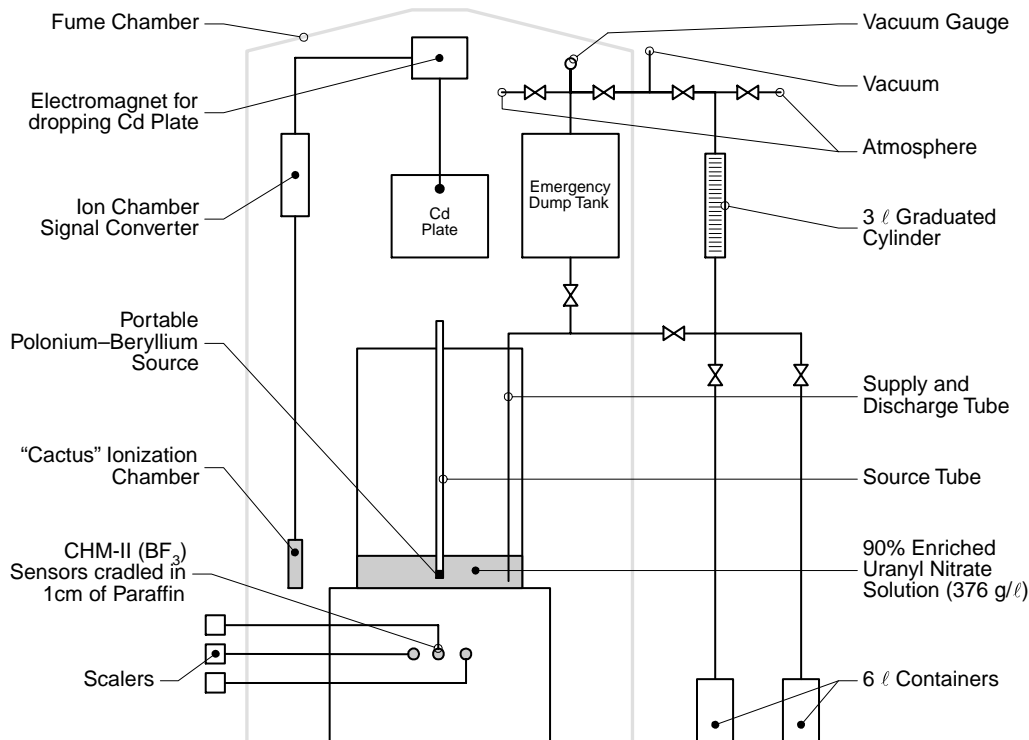 Fume Chamber
Electromagnet for
dropping Cd Plate
Ion Chamber
Signal Converter
Portable
Polonium–Beryllium
Source
“Cactus” Ionization
Chamber
CHM-II (BF3)
Sensors cradled in
1cm of Paraffin
Scalers
Cd
Plate
Emergency
Dump Tank
Vacuum Gauge
Vacuum
Atmosphere
3 ℓ Graduated
Cylinder
Supply and
Discharge Tube
Source Tube
90% Enriched
Uranyl Nitrate
Solution (376 g/ℓ)
6 ℓ Containers